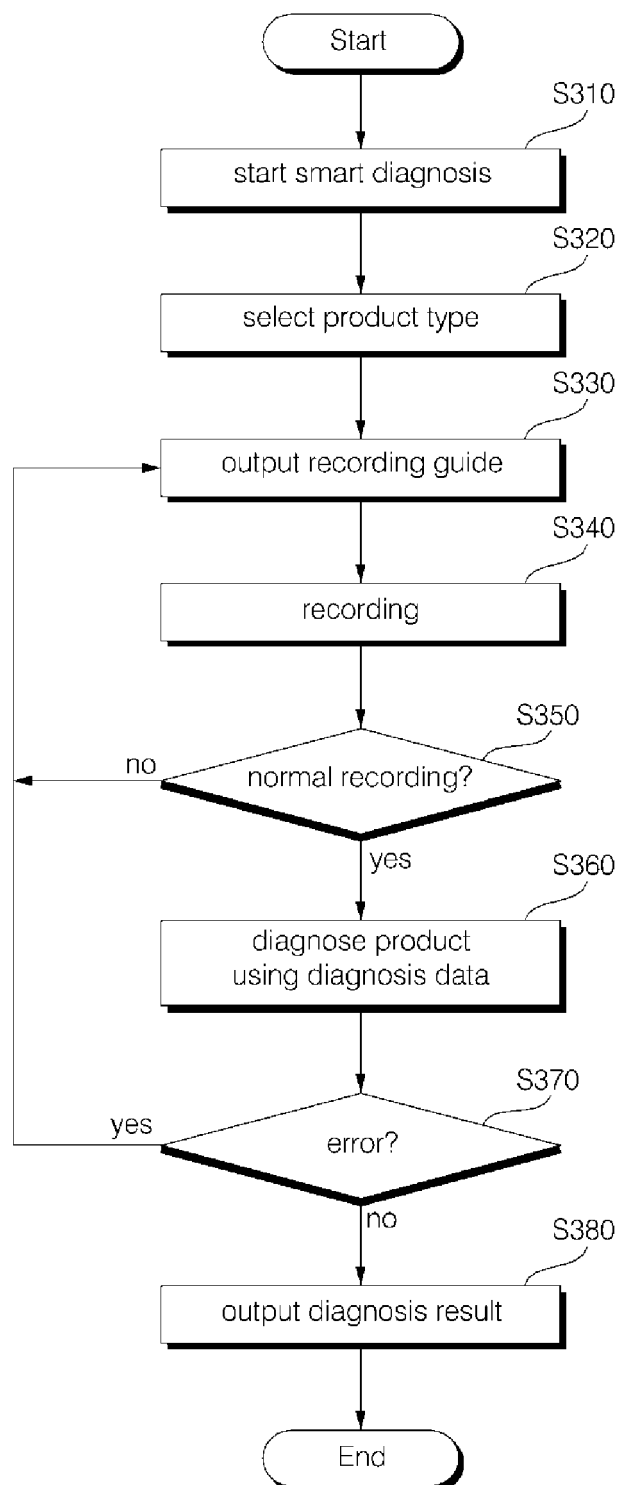 Start
S310
start smart diagnosis
S320
select product type
S330
output recording guide
S340
recording
S350
no
normal recording?
yes
S360
diagnose product
using diagnosis data
S370
yes
error?
no
S380
output diagnosis result
End